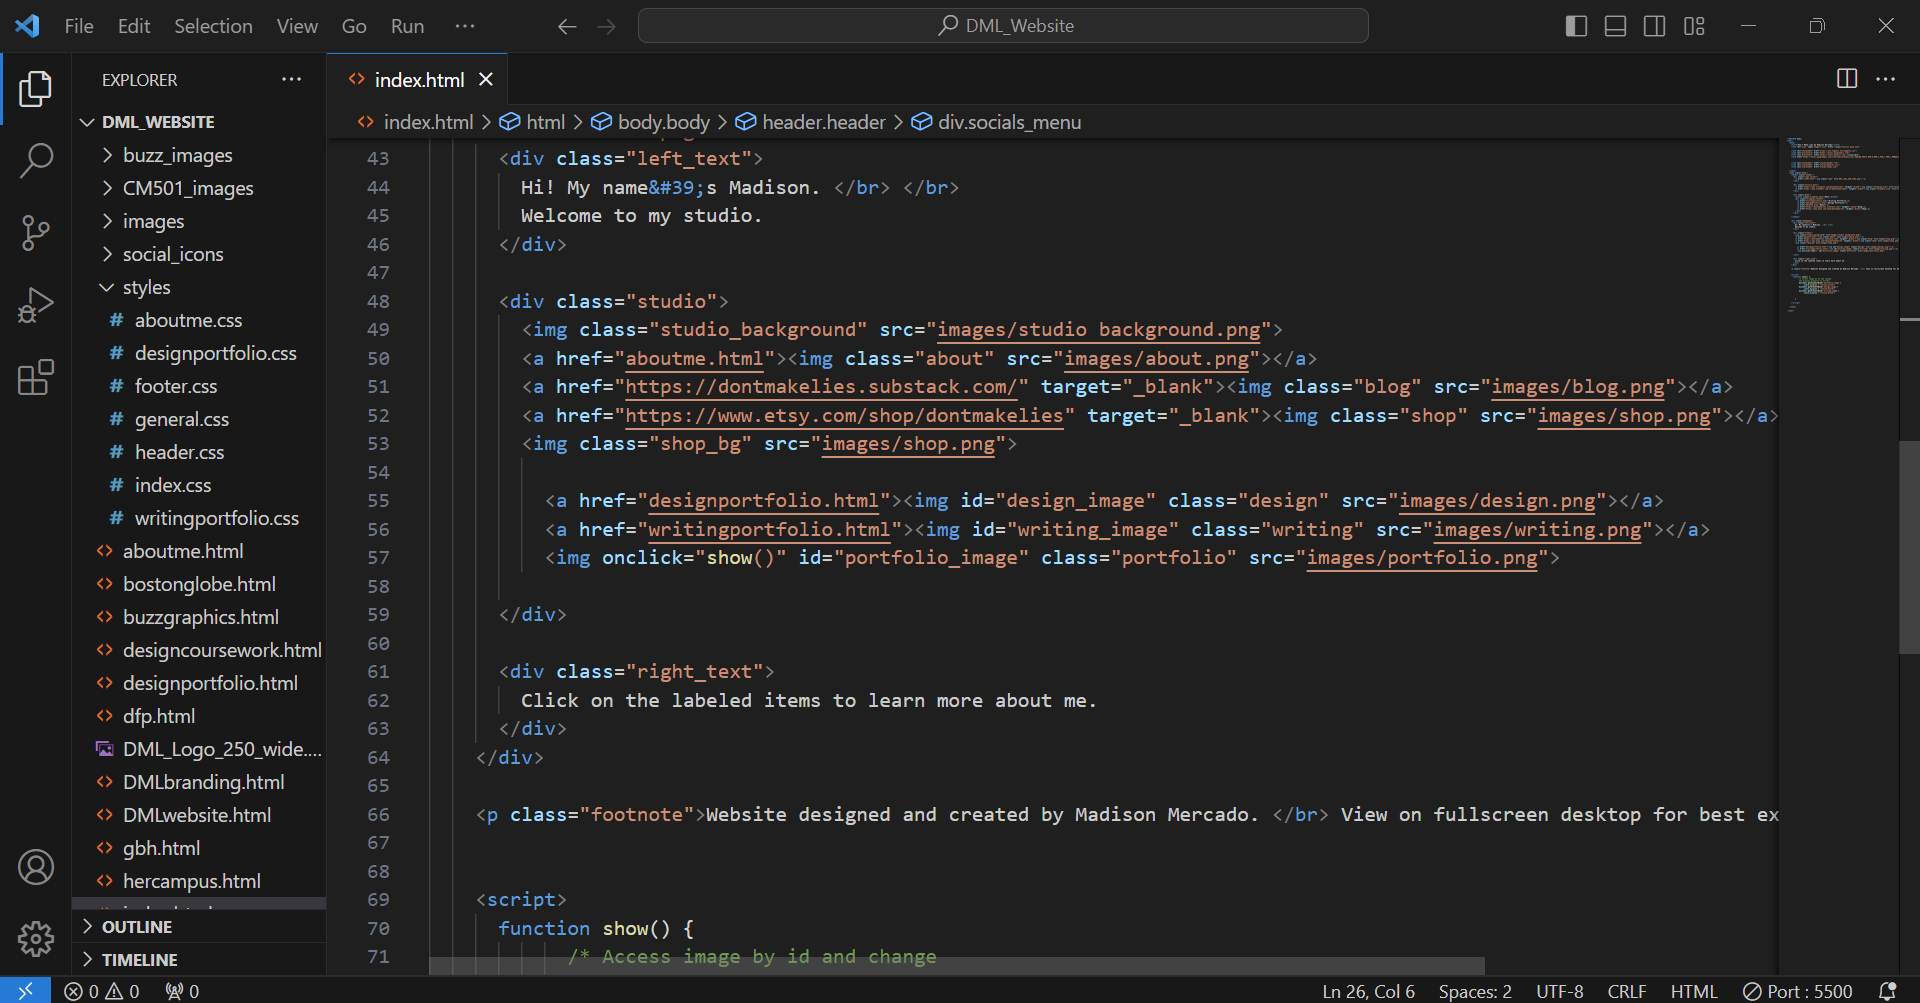 File Edit Selection View Go Run ··· DML_Website
EXPLORER ···
DML_WEBSITE
buzz_images
CM501_images
images
social_icons
styles
# aboutme.css
# designportfolio.css
# footer.css
# general.css
# header.css
# index.css
# writingportfolio.css
<> aboutme.html
<> bostonglobe.html
<> buzzgraphics.html
<> designcoursework.html
<> designportfolio.html
<> dfp.html
DML_Logo_250_wide....
<> DMLbranding.html
<> DMLwebsite.html
<> gbh.html
<> hercampus.html
OUTLINE
TIMELINE
<> index.html
<> index.html > html > body.body > header.header > div.socials_menu
43 <div class="left_text">
44 Hi! My name&#39;s Madison. </br> </br>
45 Welcome to my studio.
46 </div>
47
48 <div class="studio">
49 <img class="studio_background" src="images/studio_background.png">
50 <a href="aboutme.html"><img class="about" src="images/about.png"></a>
51 <a href="https://dontmakelies.substack.com/" target="_blank"><img class="blog" src="images/blog.png"></a>
52 <a href="https://www.etsy.com/shop/dontmakelies" target="_blank"><img class="shop" src="images/shop.png"></a>
53 <img class="shop_bg" src="images/shop.png">
54
55 <a href="designportfolio.html"><img id="design_image" class="design" src="images/design.png"></a>
56 <a href="writingportfolio.html"><img id="writing_image" class="writing" src="images/writing.png"></a>
57 <img onclick="show()" id="portfolio_image" class="portfolio" src="images/portfolio.png">
58
59 </div>
60
61 <div class="right_text">
62 Click on the labeled items to learn more about me.
63 </div>
64 </div>
65
66 <p class="footnote">Website designed and created by Madison Mercado. </br> View on fullscreen desktop for best ex
67
68
69 <script>
70 function show() {
71 /* Access image by id and change
0 0 0 Ln 26, Col 6 Spaces: 2 UTF-8 CRLF HTML Port : 5500